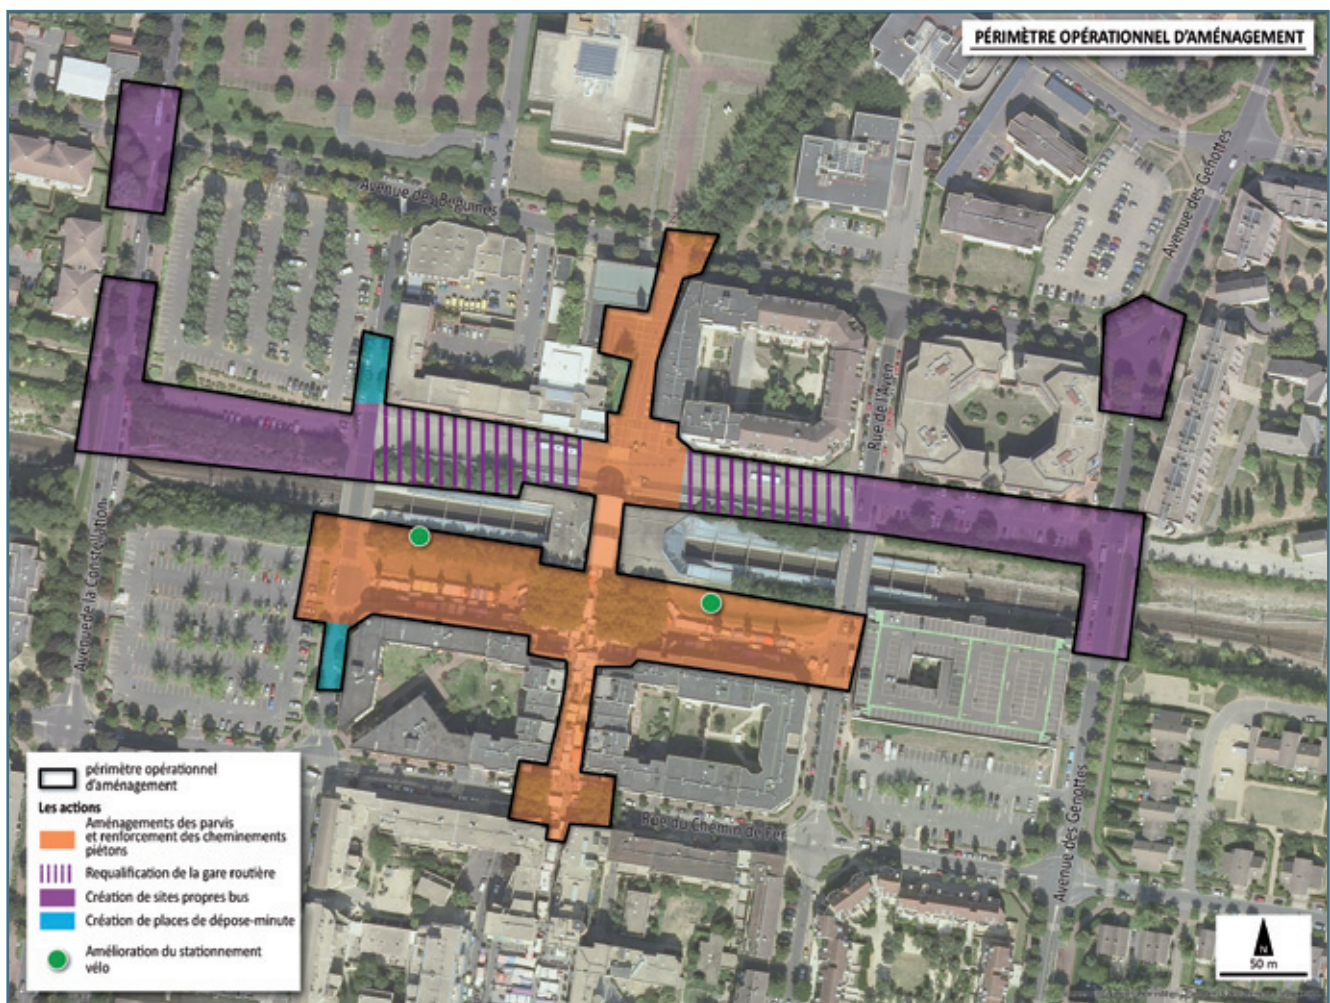 PÉRIMÈTRE OPÉRATIONNEL D'AMÉNAGEMENT
Avenue des Béguines
Avenue des Genottes
Rue de l'Aven
Avenue de la Constellation
Rue du Chemin de Fer
Avenue des Genottes
périmètre opérationnel
d'aménagement
Les actions
Aménagements des parvis
et renforcement des cheminements
piétons
Requalification de la gare routière
Création de sites propres bus
Création de places de dépose-minute
Amélioration du stationnement
vélo
N
50 m